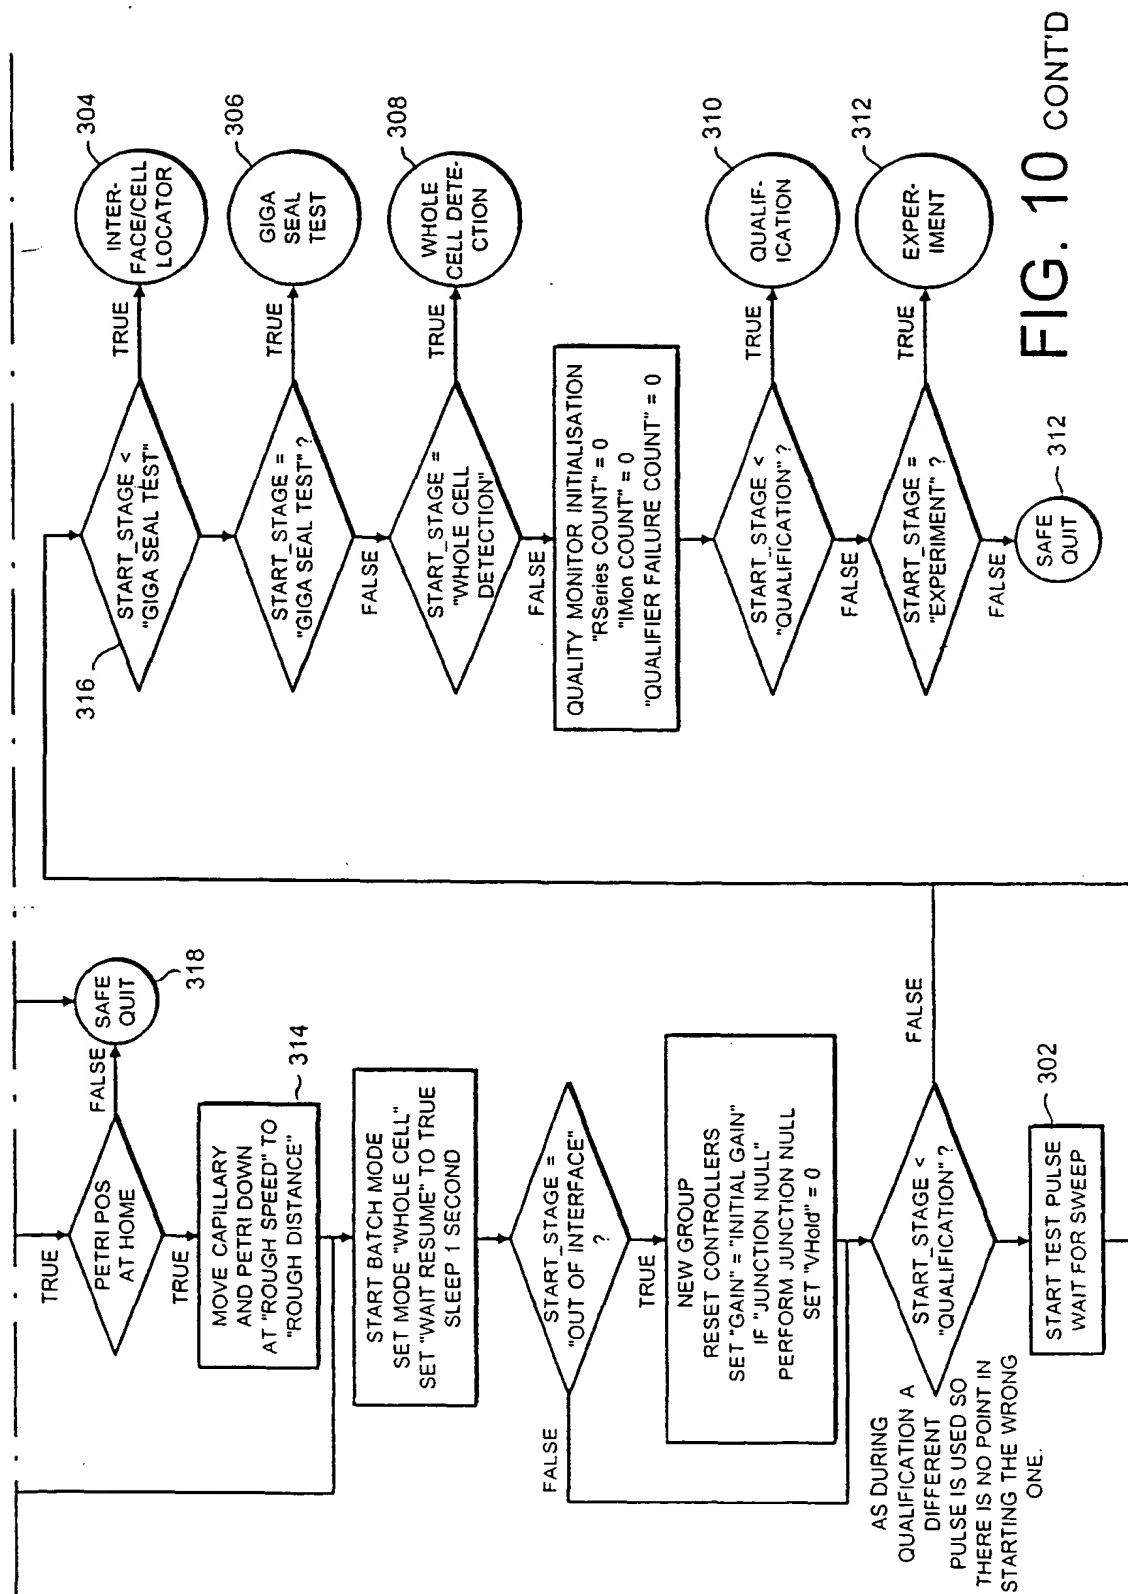 TRUE
PETRI POS
AT HOME
FALSE
SAFE
QUIT
318
TRUE
MOVE CAPILLARY
AND PETRI DOWN
AT "ROUGH SPEED" TO
"ROUGH DISTANCE"
314
START BATCH MODE
SET MODE "WHOLE CELL"
SET "WAIT RESUME" TO TRUE
SLEEP 1 SECOND
START_STAGE =
"OUT OF INTERFACE"
?
FALSE
TRUE
NEW GROUP
RESET CONTROLLERS
SET "GAIN" = "INITIAL GAIN"
IF "JUNCTION NULL"
PERFORM JUNCTION NULL
SET "VHold" = 0
START_STAGE <
"QUALIFICATION" ?
FALSE
TRUE
START TEST PULSE
WAIT FOR SWEEP
302
AS DURING
QUALIFICATION A
DIFFERENT
PULSE IS USED SO
THERE IS NO POINT IN
STARTING THE WRONG
ONE.
316
START_STAGE <
"GIGA SEAL TEST"
TRUE
INTER-
FACE/CELL
LOCATOR
304
START_STAGE =
"GIGA SEAL TEST" ?
TRUE
GIGA
SEAL
TEST
306
FALSE
START_STAGE =
"WHOLE CELL
DETECTION"
TRUE
WHOLE
CELL DETE-
CTION
308
FALSE
QUALITY MONITOR INITIALISATION
"RSeries COUNT" = 0
"IMon COUNT" = 0
"QUALIFIER FAILURE COUNT" = 0
START_STAGE <
"QUALIFICATION" ?
TRUE
QUALIF-
ICATION
310
FALSE
START_STAGE =
"EXPERIMENT" ?
TRUE
EXPER-
IMENT
312
FALSE
SAFE
QUIT
312
FIG. 10 CONT'D